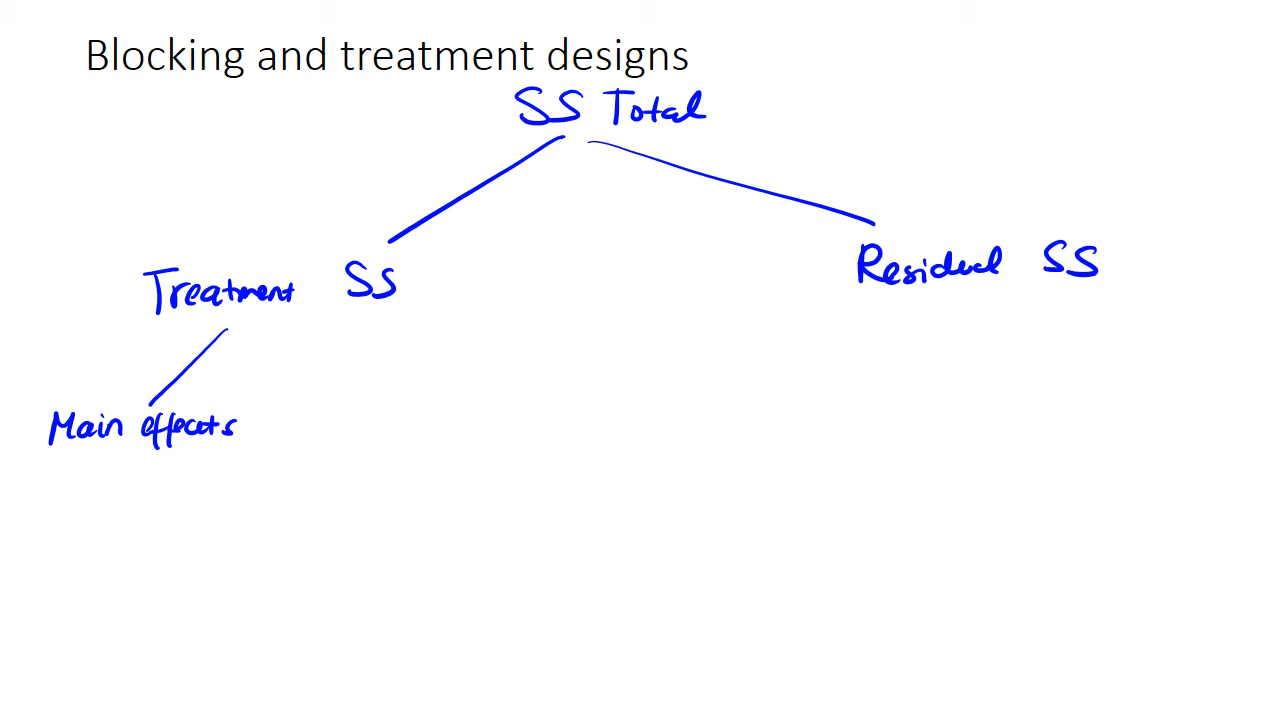 Blocking and treatment designs
SS Total
Treatment SS
Residual SS
Main effects